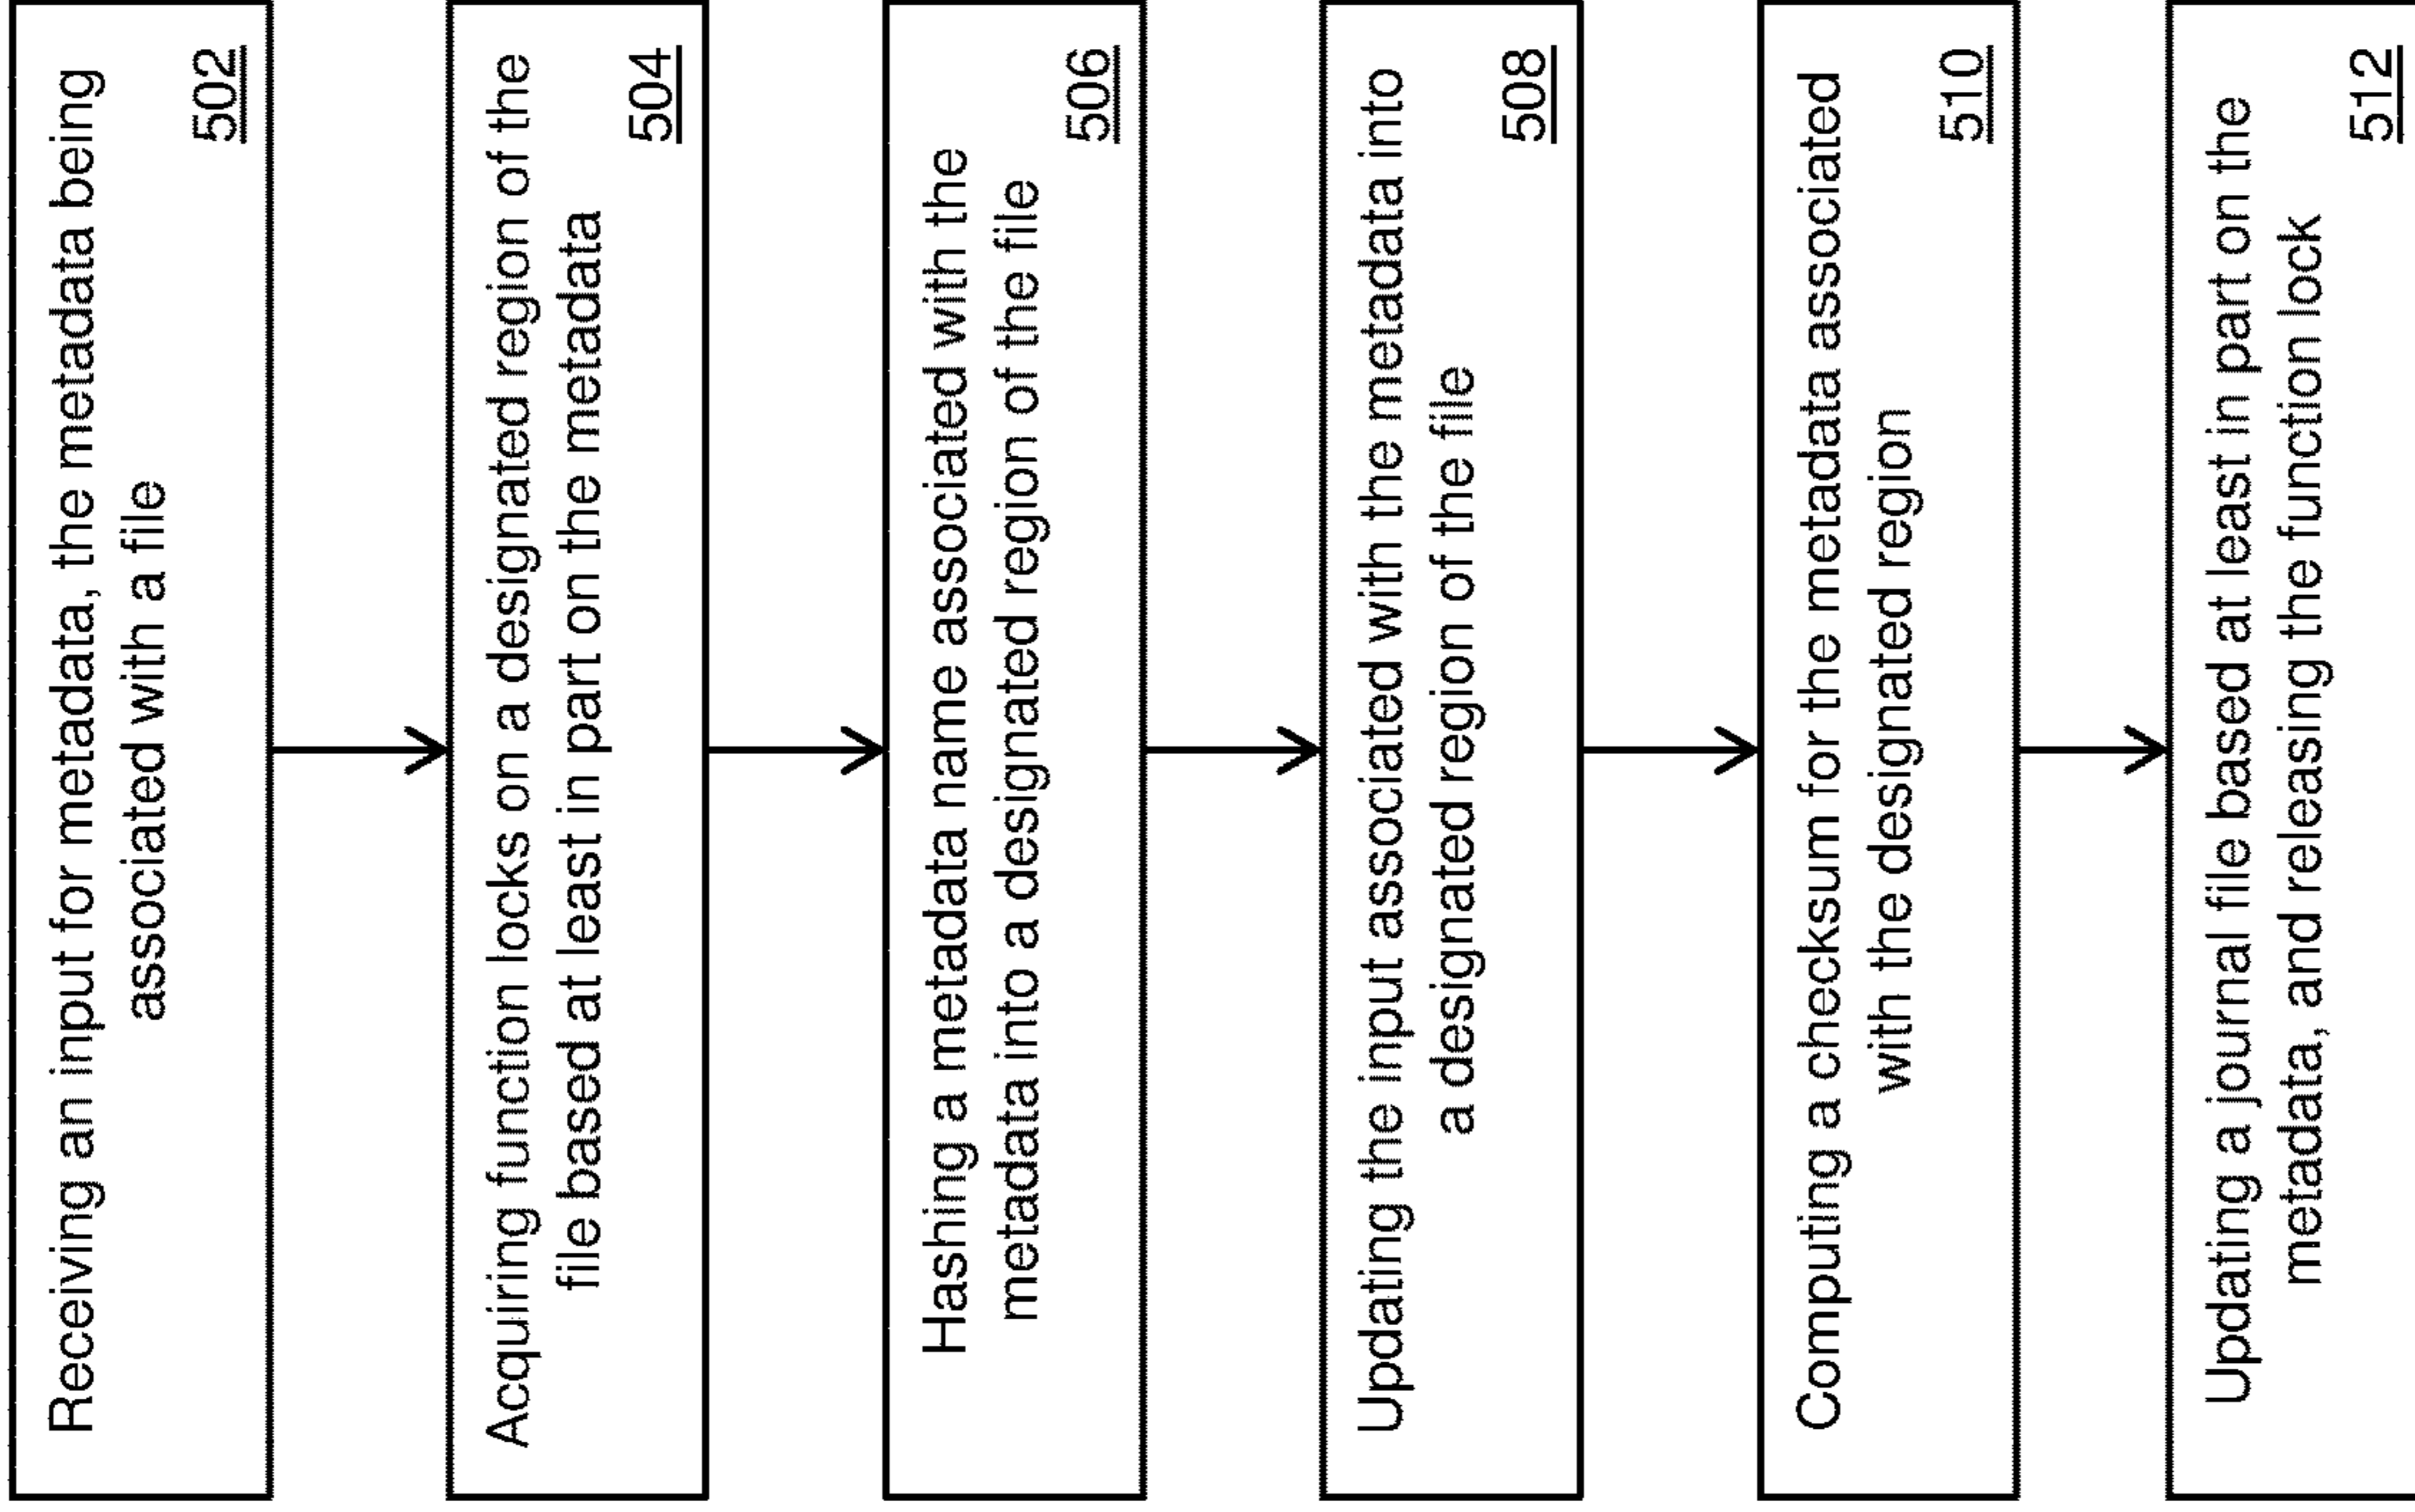 Receiving an input for metadata, the metadata being
associated with a file
502
Acquiring function locks on a designated region of the
file based at least in part on the metadata
504
Hashing a metadata name associated with the
metadata into a designated region of the file
506
Updating the input associated with the metadata into
a designated region of the file
508
Computing a checksum for the metadata associated
with the designated region
510
Updating a journal file based at least in part on the
metadata, and releasing the function lock
512